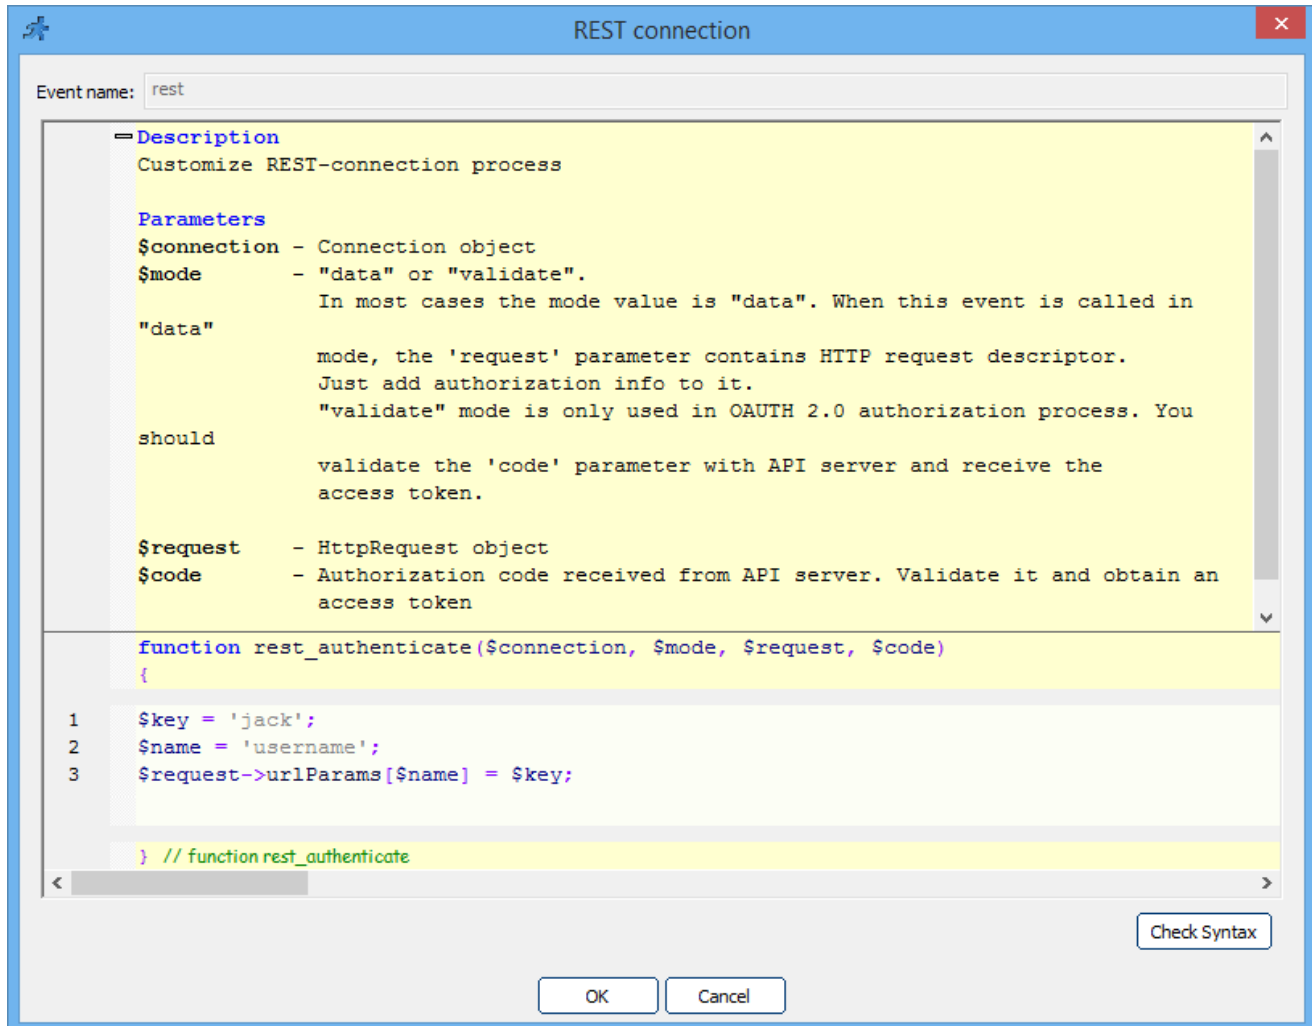 REST connection
Event name: rest
Description
Customize REST-connection process
Parameters
$connection - Connection object
$mode - "data" or "validate".
In most cases the mode value is "data". When this event is called in
"data"
mode, the 'request' parameter contains HTTP request descriptor.
Just add authorization info to it.
"validate" mode is only used in OAUTH 2.0 authorization process. You
should
validate the 'code' parameter with API server and receive the
access token.
$request - HttpRequest object
$code - Authorization code received from API server. Validate it and obtain an
access token
function rest_authenticate($connection, $mode, $request, $code)
{
1 $key = 'jack';
2 $name = 'username';
3 $request->urlParams[$name] = $key;
} // function rest_authenticate
Check Syntax
OK Cancel